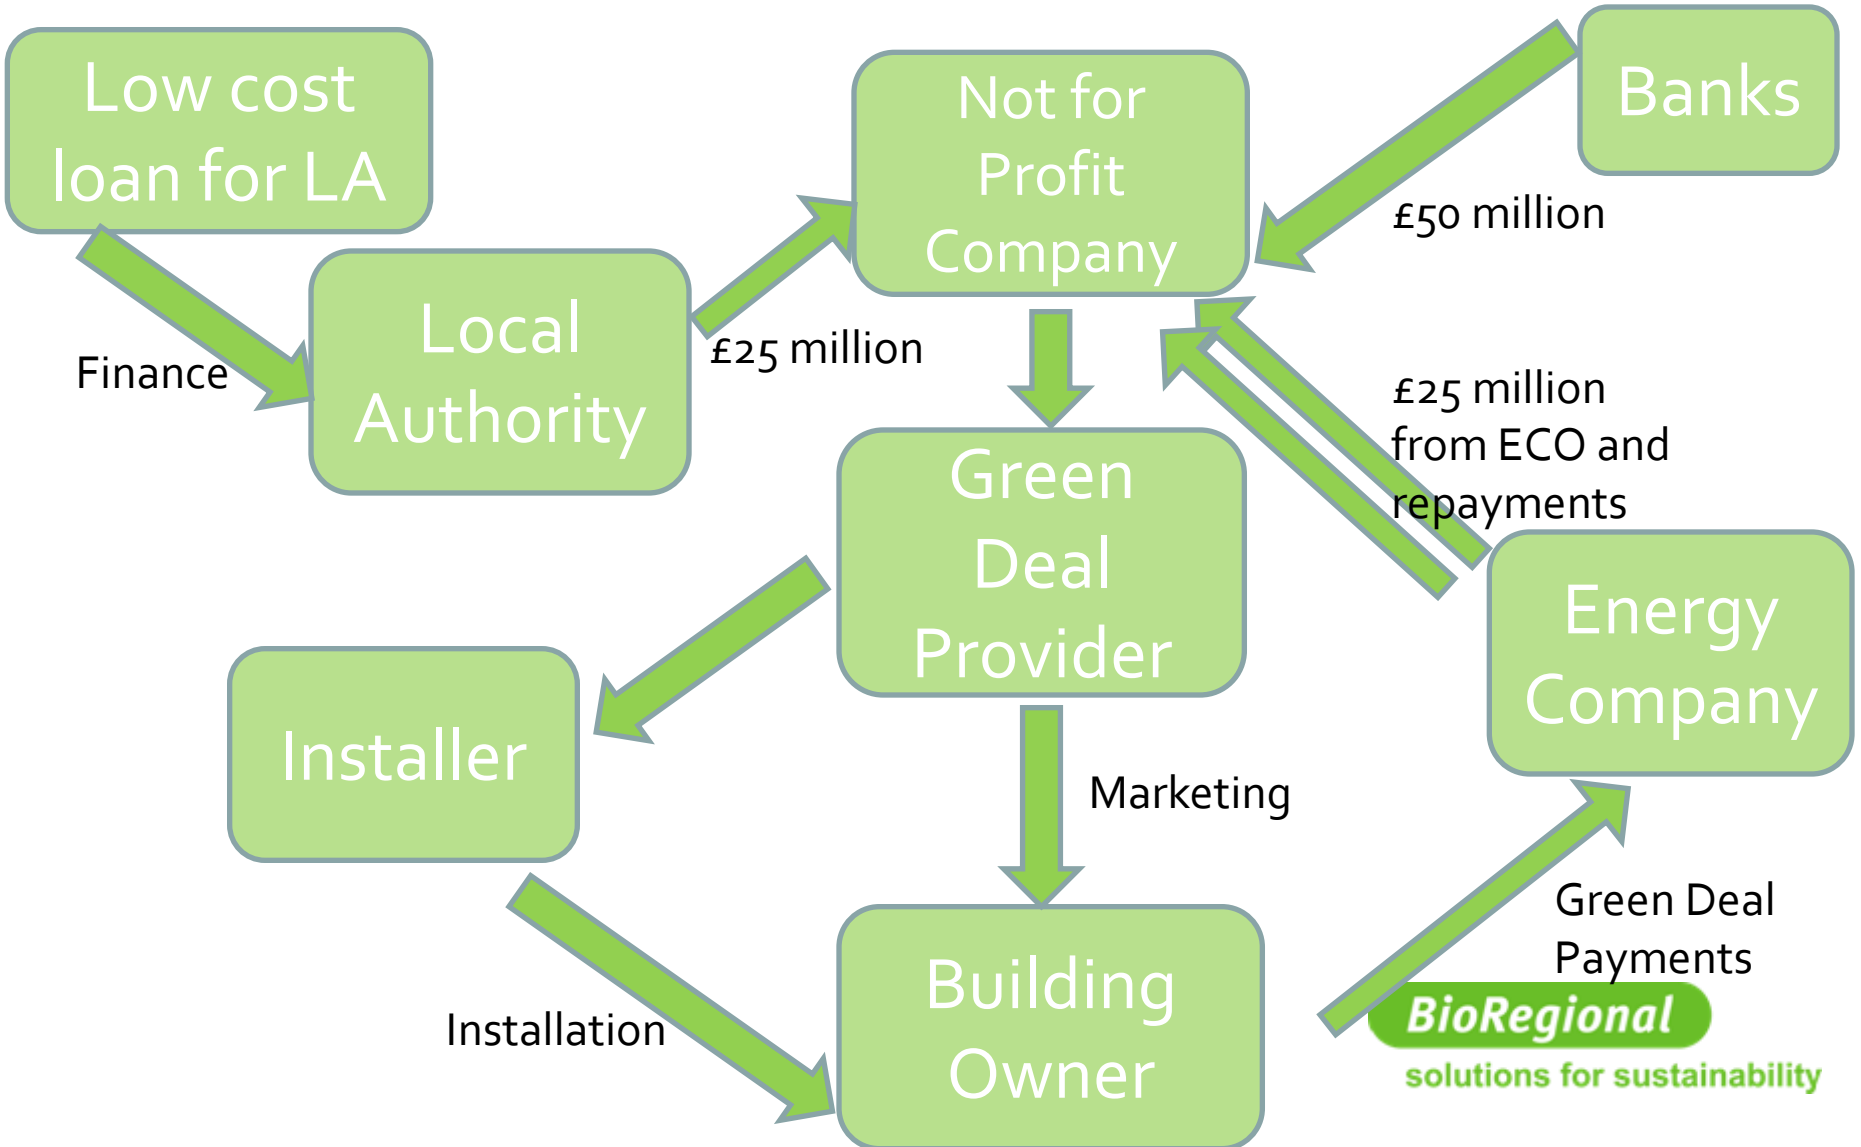 Low cost
loan for LA
Not for
Profit
Company
Banks
£50 million
Local
Authority
£25 million
Finance
£25 million
from ECO and
repayments
Green
Deal
Provider
Energy
Company
Installer
Marketing
Green Deal
Payments
Building
Owner
Installation
BioRegional
solutions for sustainability